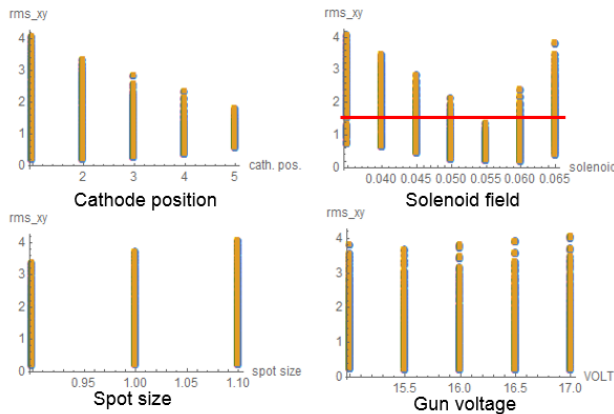 rms_xy
4
3
2
1
0
2 3 4 5
cath. pos.
Cathode position
rms_xy
4
3
2
1
0
0.040 0.045 0.050 0.055 0.060 0.065
solenoid
Solenoid field
rms_xy
4
3
2
1
0
0.95 1.00 1.05 1.10
spot size
Spot size
rms_xy
4
3
2
1
0
15.5 16.0 16.5 17.0
VOLT
Gun voltage